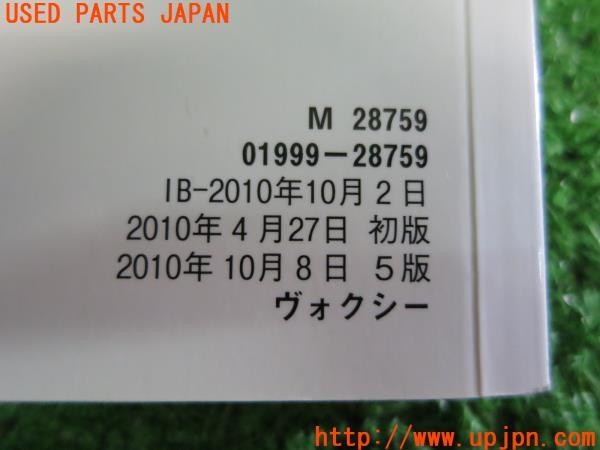 USED PARTS JAPAN
M 28759
01999-28759
IB-2010年10月2日
2010年4月27日 初版
2010年10月8日 5版
ヴォクシー
http://www.upjpn.com